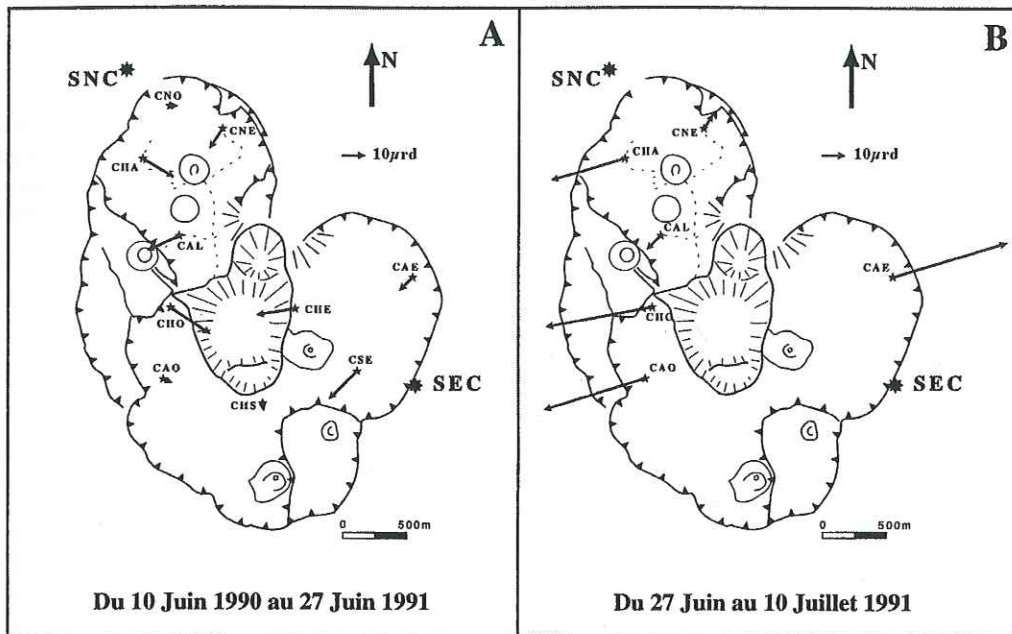 A
SNC
N
CNO
CNE
CHA
10μrd
CAL
CAE
CHO
CHE
CAO
CSE
SEC
CHS
0 500m
Du 10 Juin 1990 au 27 Juin 1991
B
SNC
N
CNE
CHA
10μrd
CAL
CAE
CHO
CAO
SEC
0 500m
Du 27 Juin au 10 Juillet 1991